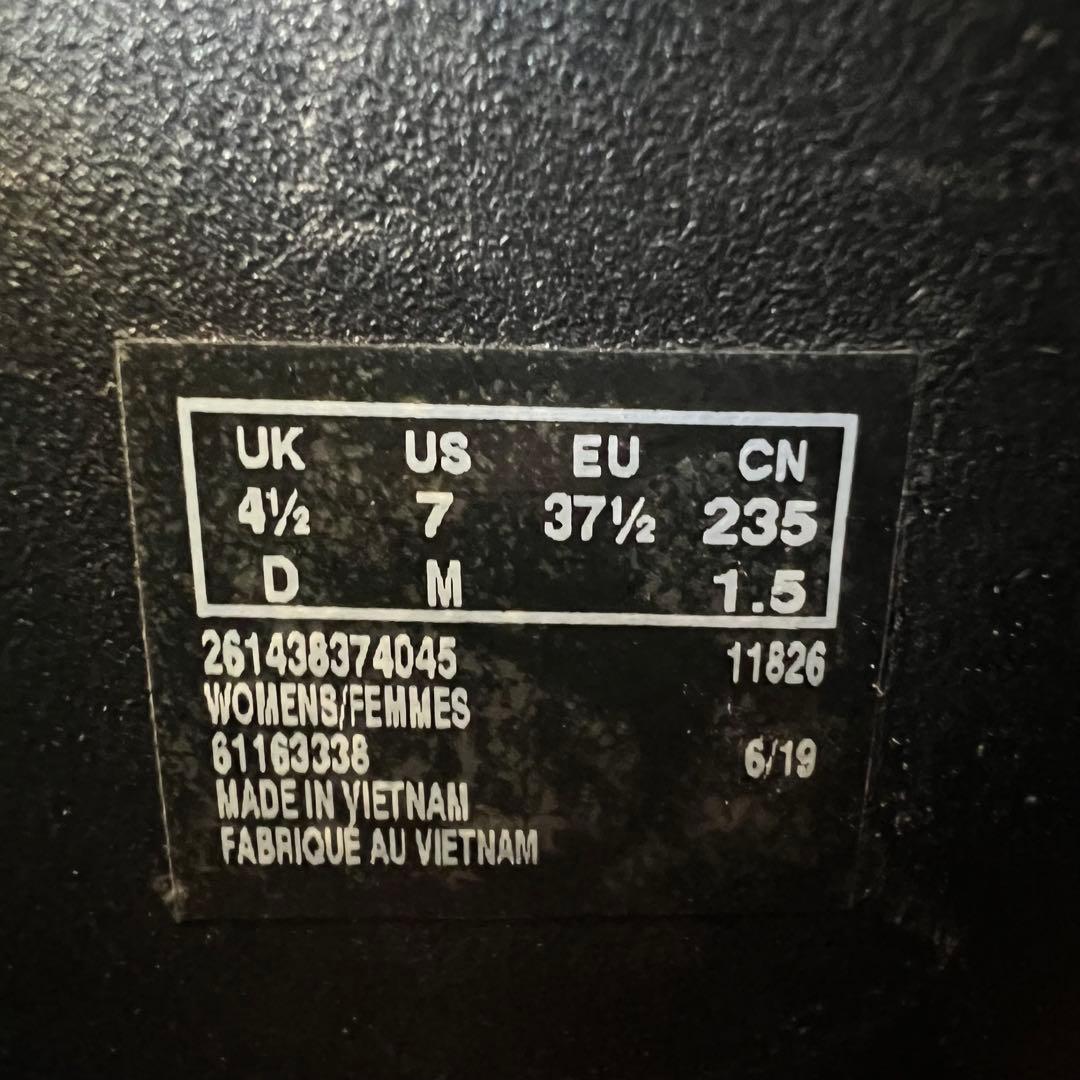 UK US EU CN
4½ 7 37½ 235
D M 1.5
261438374045 11826
WOMENS/FEMMES
61163338 6/19
MADE IN VIETNAM
FABRIQUÉ AU VIETNAM